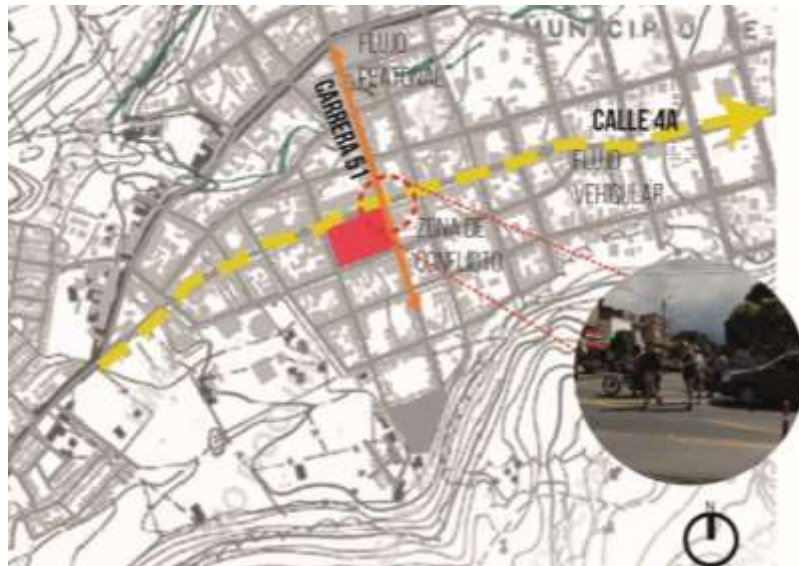 MUNICIPIO DE
FLUJO
PEATONAL
CARRERA 51
CALLE 4A
FLUJO
VEHICULAR
ZONA DE
CONFLICTO
N